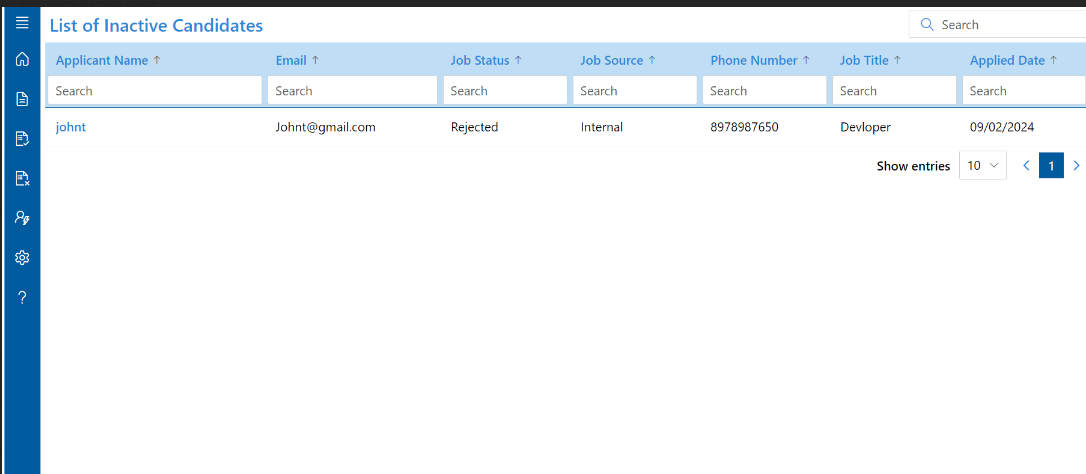 List of Inactive Candidates
Search
Applicant Name ↑ Email ↑ Job Status ↑ Job Source ↑ Phone Number ↑ Job Title ↑ Applied Date ↑
Search Search Search Search Search Search Search
johnt Johnt@gmail.com Rejected Internal 8978987650 Devloper 09/02/2024
Show entries 10 1
?